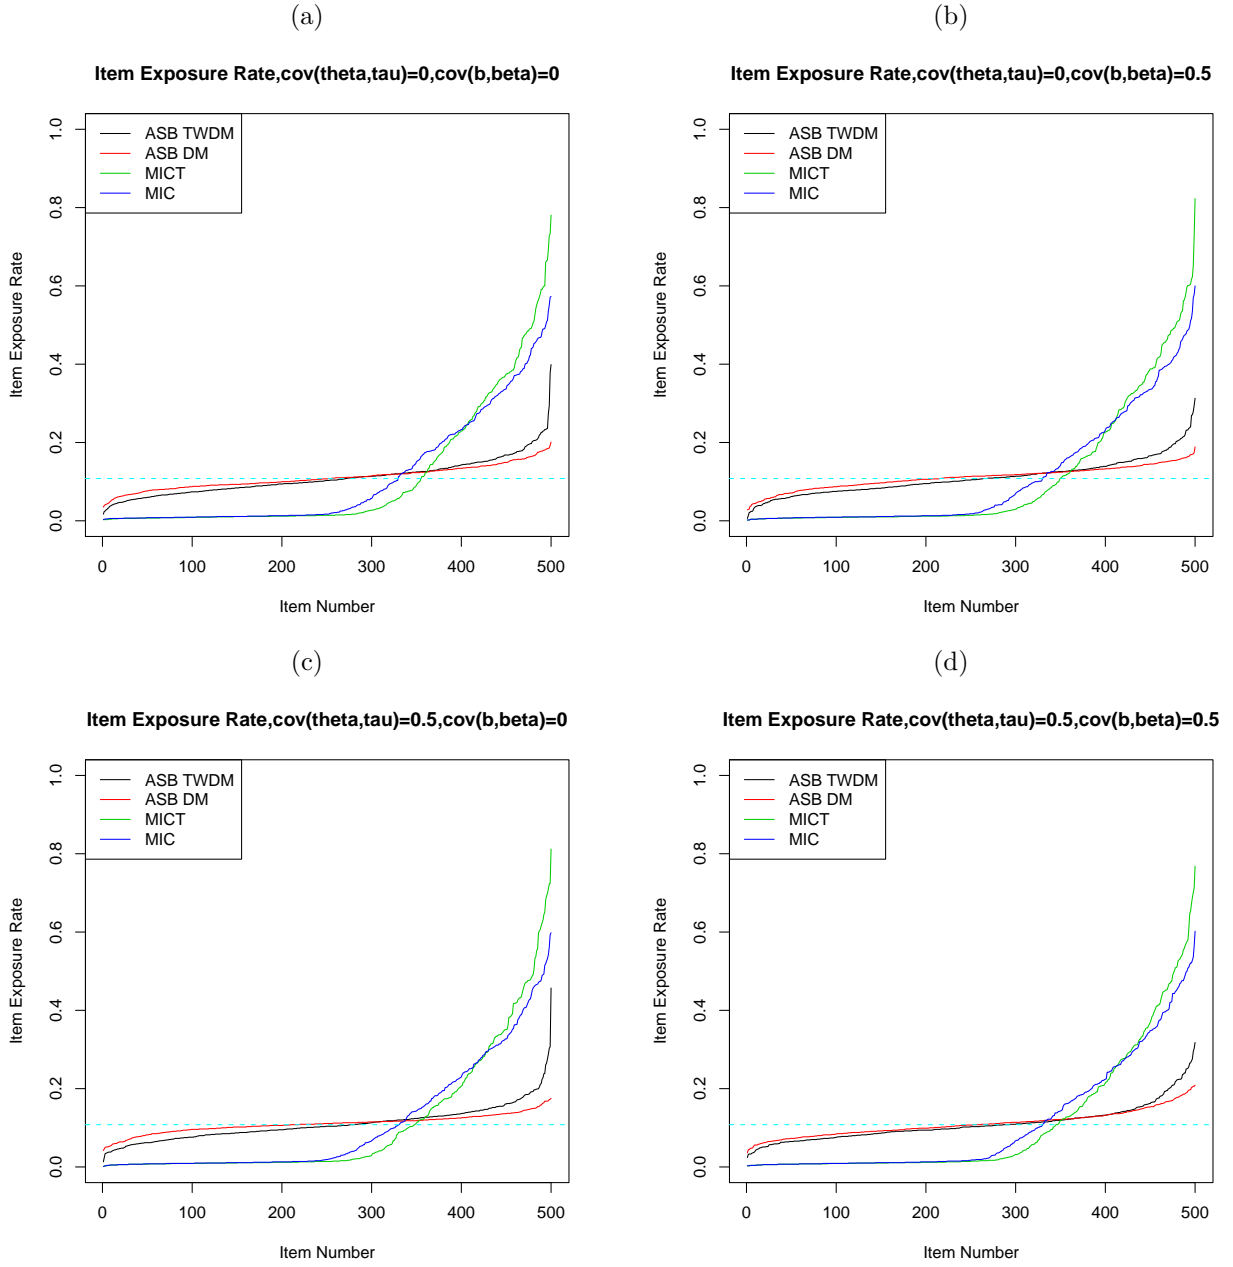 (a)
Item Exposure Rate,cov(theta,tau)=0,cov(b,beta)=0
ASB TWDM
ASB DM
MICT
MIC
Item Exposure Rate
0.0
0.2
0.4
0.6
0.8
1.0
0 100 200 300 400 500
Item Number
(b)
Item Exposure Rate,cov(theta,tau)=0,cov(b,beta)=0.5
ASB TWDM
ASB DM
MICT
MIC
Item Exposure Rate
0.0
0.2
0.4
0.6
0.8
1.0
0 100 200 300 400 500
Item Number
(c)
Item Exposure Rate,cov(theta,tau)=0.5,cov(b,beta)=0
ASB TWDM
ASB DM
MICT
MIC
Item Exposure Rate
0.0
0.2
0.4
0.6
0.8
1.0
0 100 200 300 400 500
Item Number
(d)
Item Exposure Rate,cov(theta,tau)=0.5,cov(b,beta)=0.5
ASB TWDM
ASB DM
MICT
MIC
Item Exposure Rate
0.0
0.2
0.4
0.6
0.8
1.0
0 100 200 300 400 500
Item Number